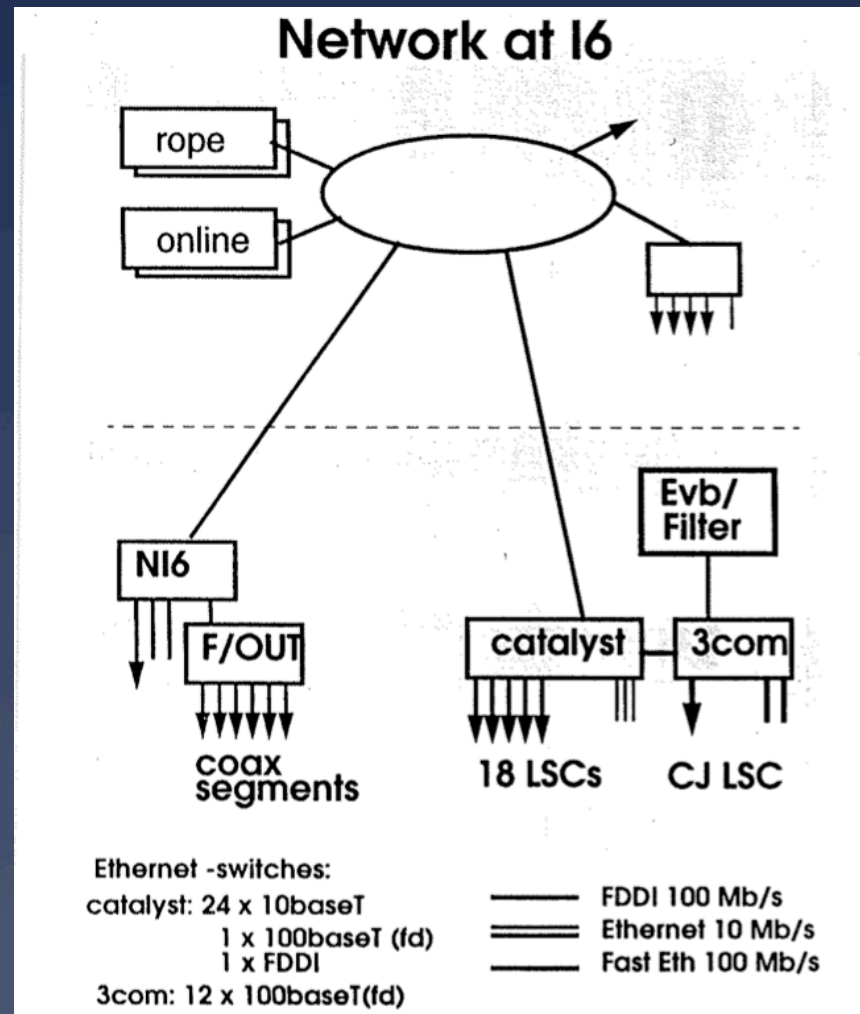 Network at I6
rope
online
Evb/
Filter
NI6
F/OUT
catalyst
3com
coax
segments
18 LSCs
CJ LSC
Ethernet -switches:
catalyst: 24 x 10baseT
1 x 100baseT (fd)
1 x FDDI
3com: 12 x 100baseT(fd)
FDDI 100 Mb/s
Ethernet 10 Mb/s
Fast Eth 100 Mb/s